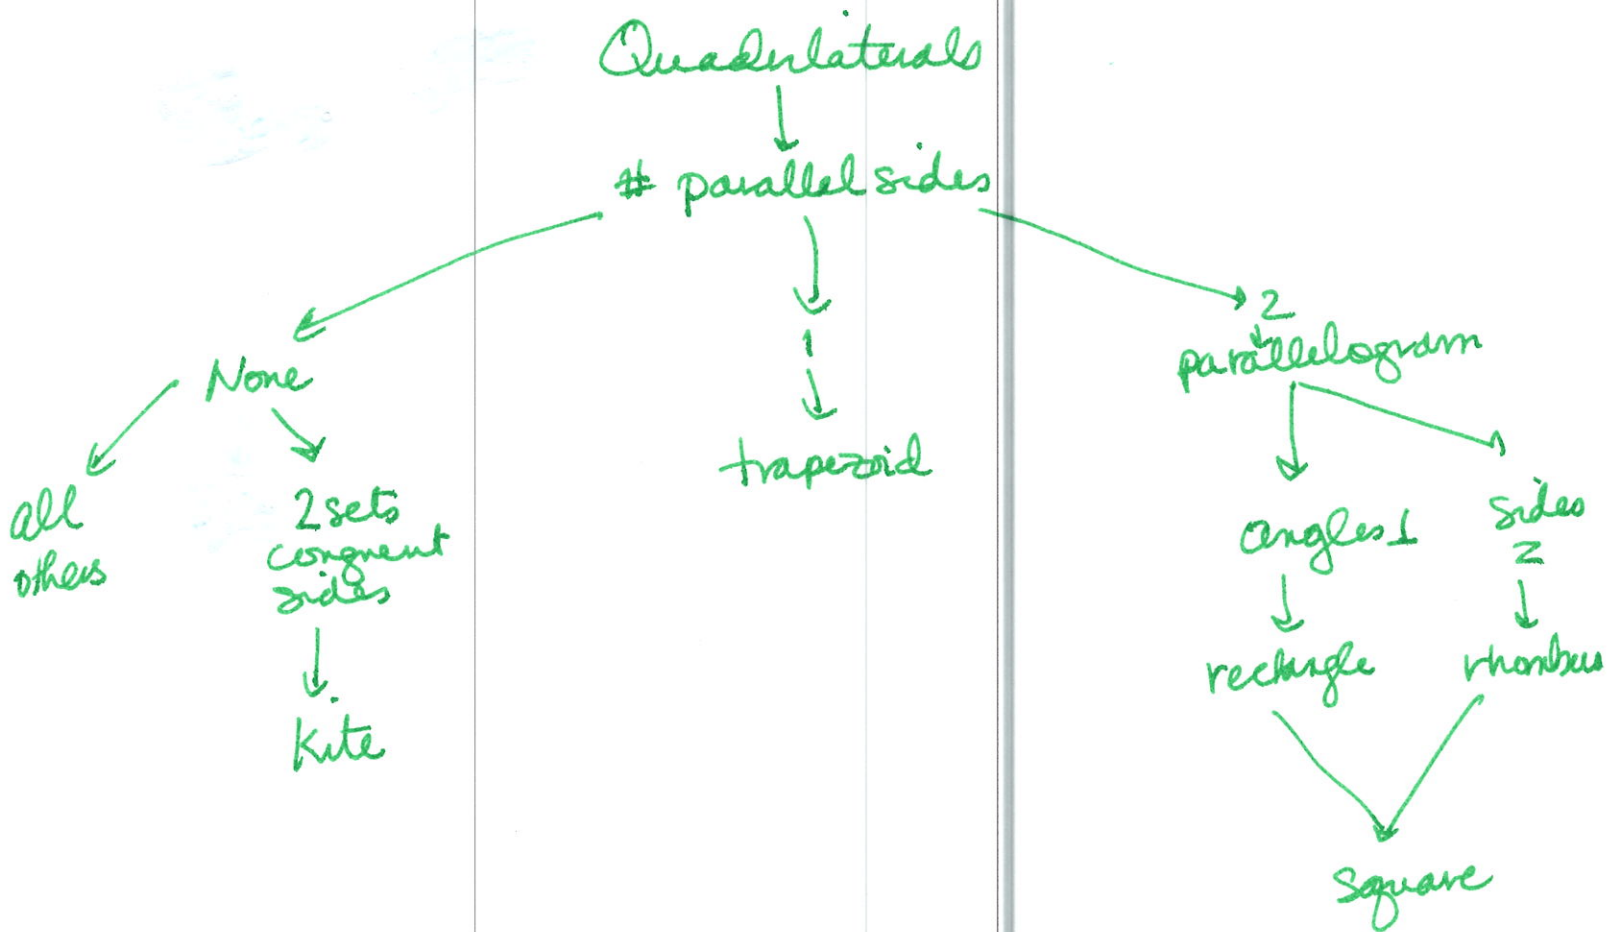 Quadrilaterals
# parallel sides
None
1
2
parallelogram
trapezoid
all
others
2 sets
congruent
sides
Kite
angles ⊥
sides
=
rectangle
rhombus
square